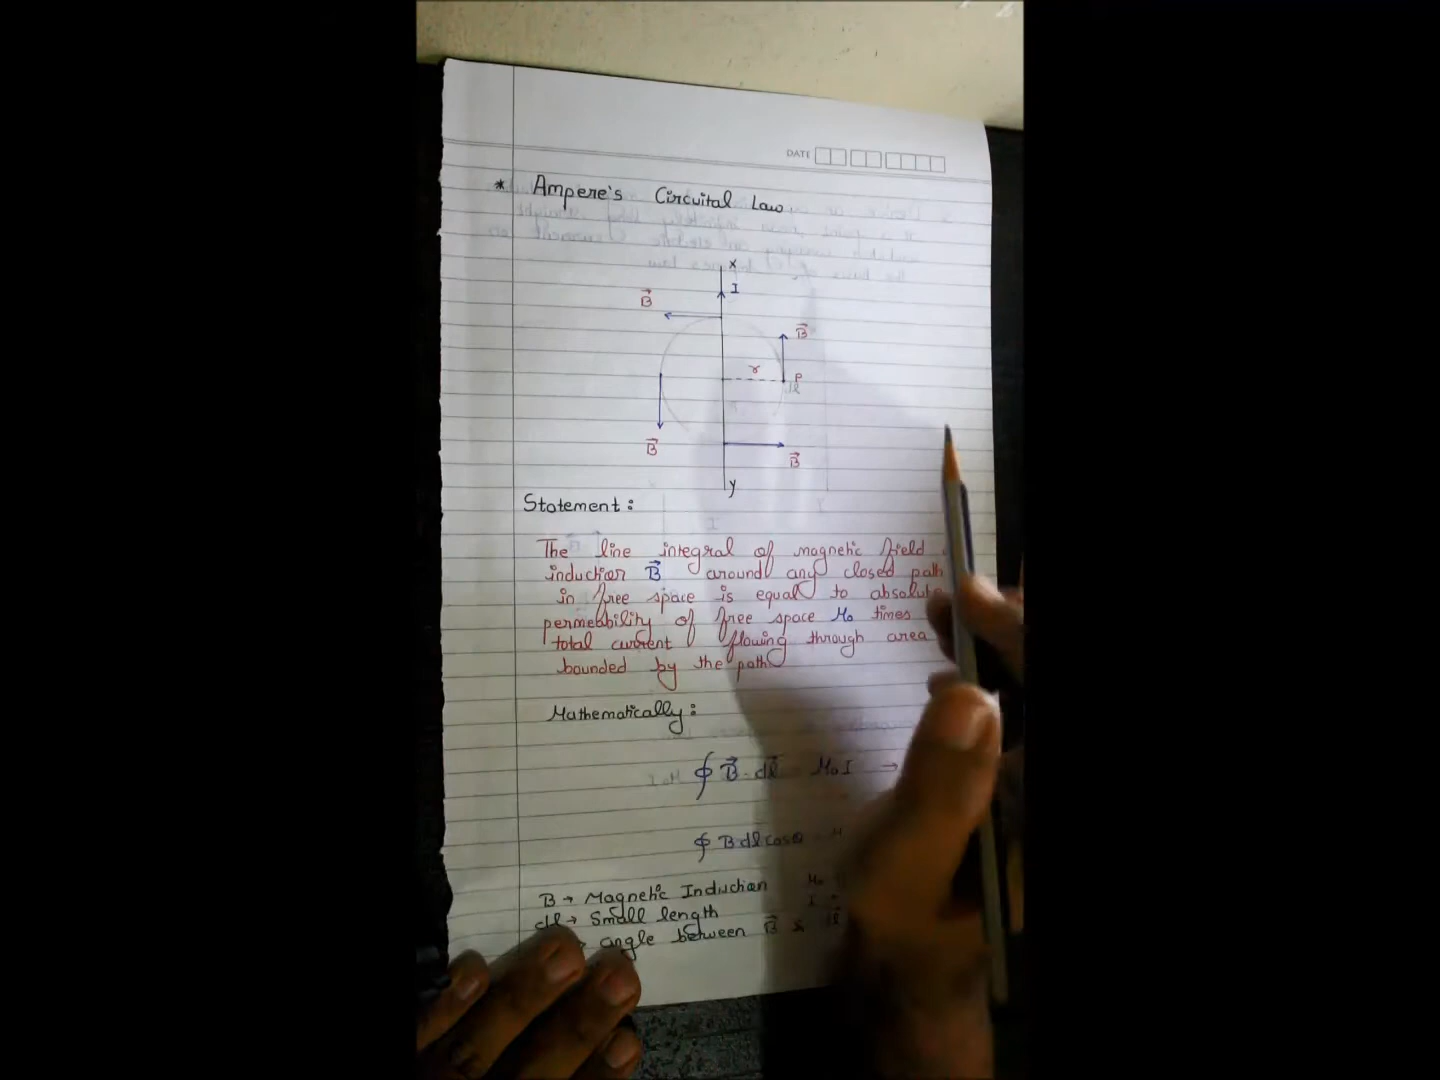 DATE
* Ampere's Circuital Law
X
I
B⃗
B⃗
r
P
dl
B⃗
B⃗
Y
Statement:
The line integral of magnetic field
induction B⃗ around any closed path
in free space is equal to absolute
permeability of free space μ₀ times
total current flowing through area
bounded by the path
Mathematically:
∮ B⃗·dl⃗ = μ₀I →
∮ B dl cosθ = μ
B → Magnetic Induction μ₀
dl → Small length I
angle between B⃗ & dl⃗